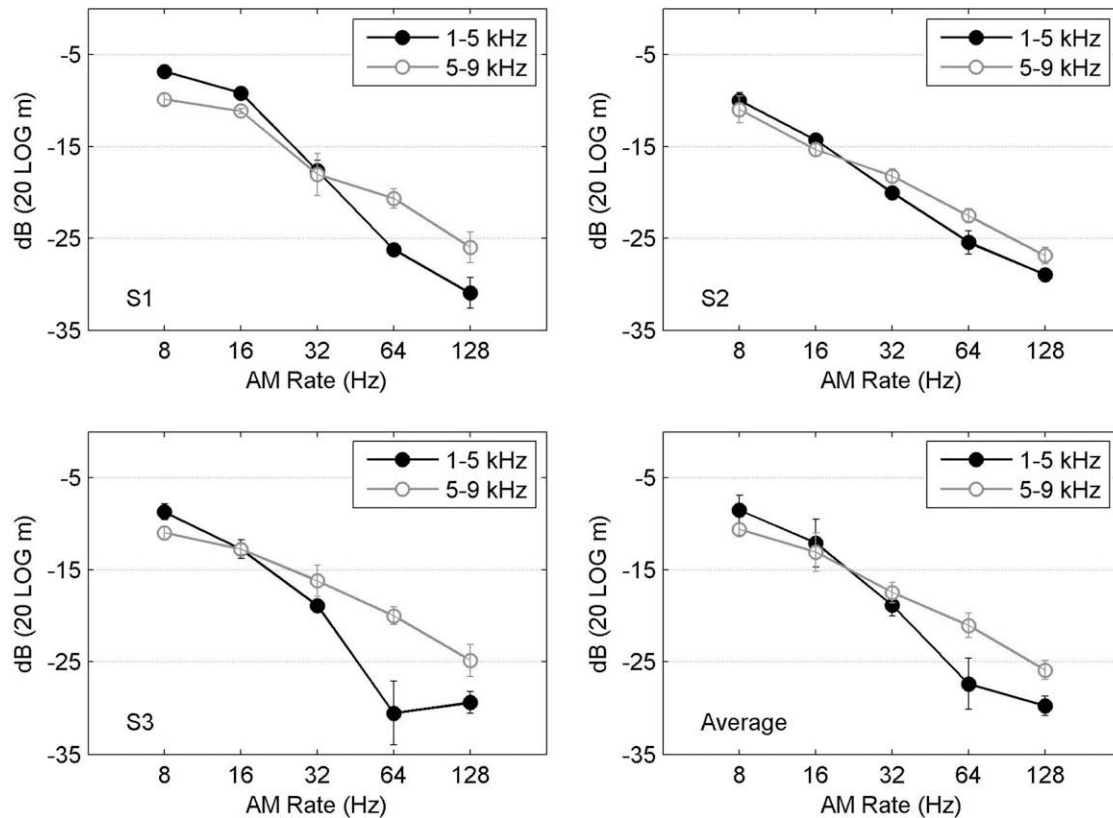 -5
-15
-25
-35
dB (20 LOG m)
1-5 kHz
5-9 kHz
S1
8 16 32 64 128
AM Rate (Hz)
-5
-15
-25
-35
dB (20 LOG m)
1-5 kHz
5-9 kHz
S2
8 16 32 64 128
AM Rate (Hz)
-5
-15
-25
-35
dB (20 LOG m)
1-5 kHz
5-9 kHz
S3
8 16 32 64 128
AM Rate (Hz)
-5
-15
-25
-35
dB (20 LOG m)
1-5 kHz
5-9 kHz
Average
8 16 32 64 128
AM Rate (Hz)